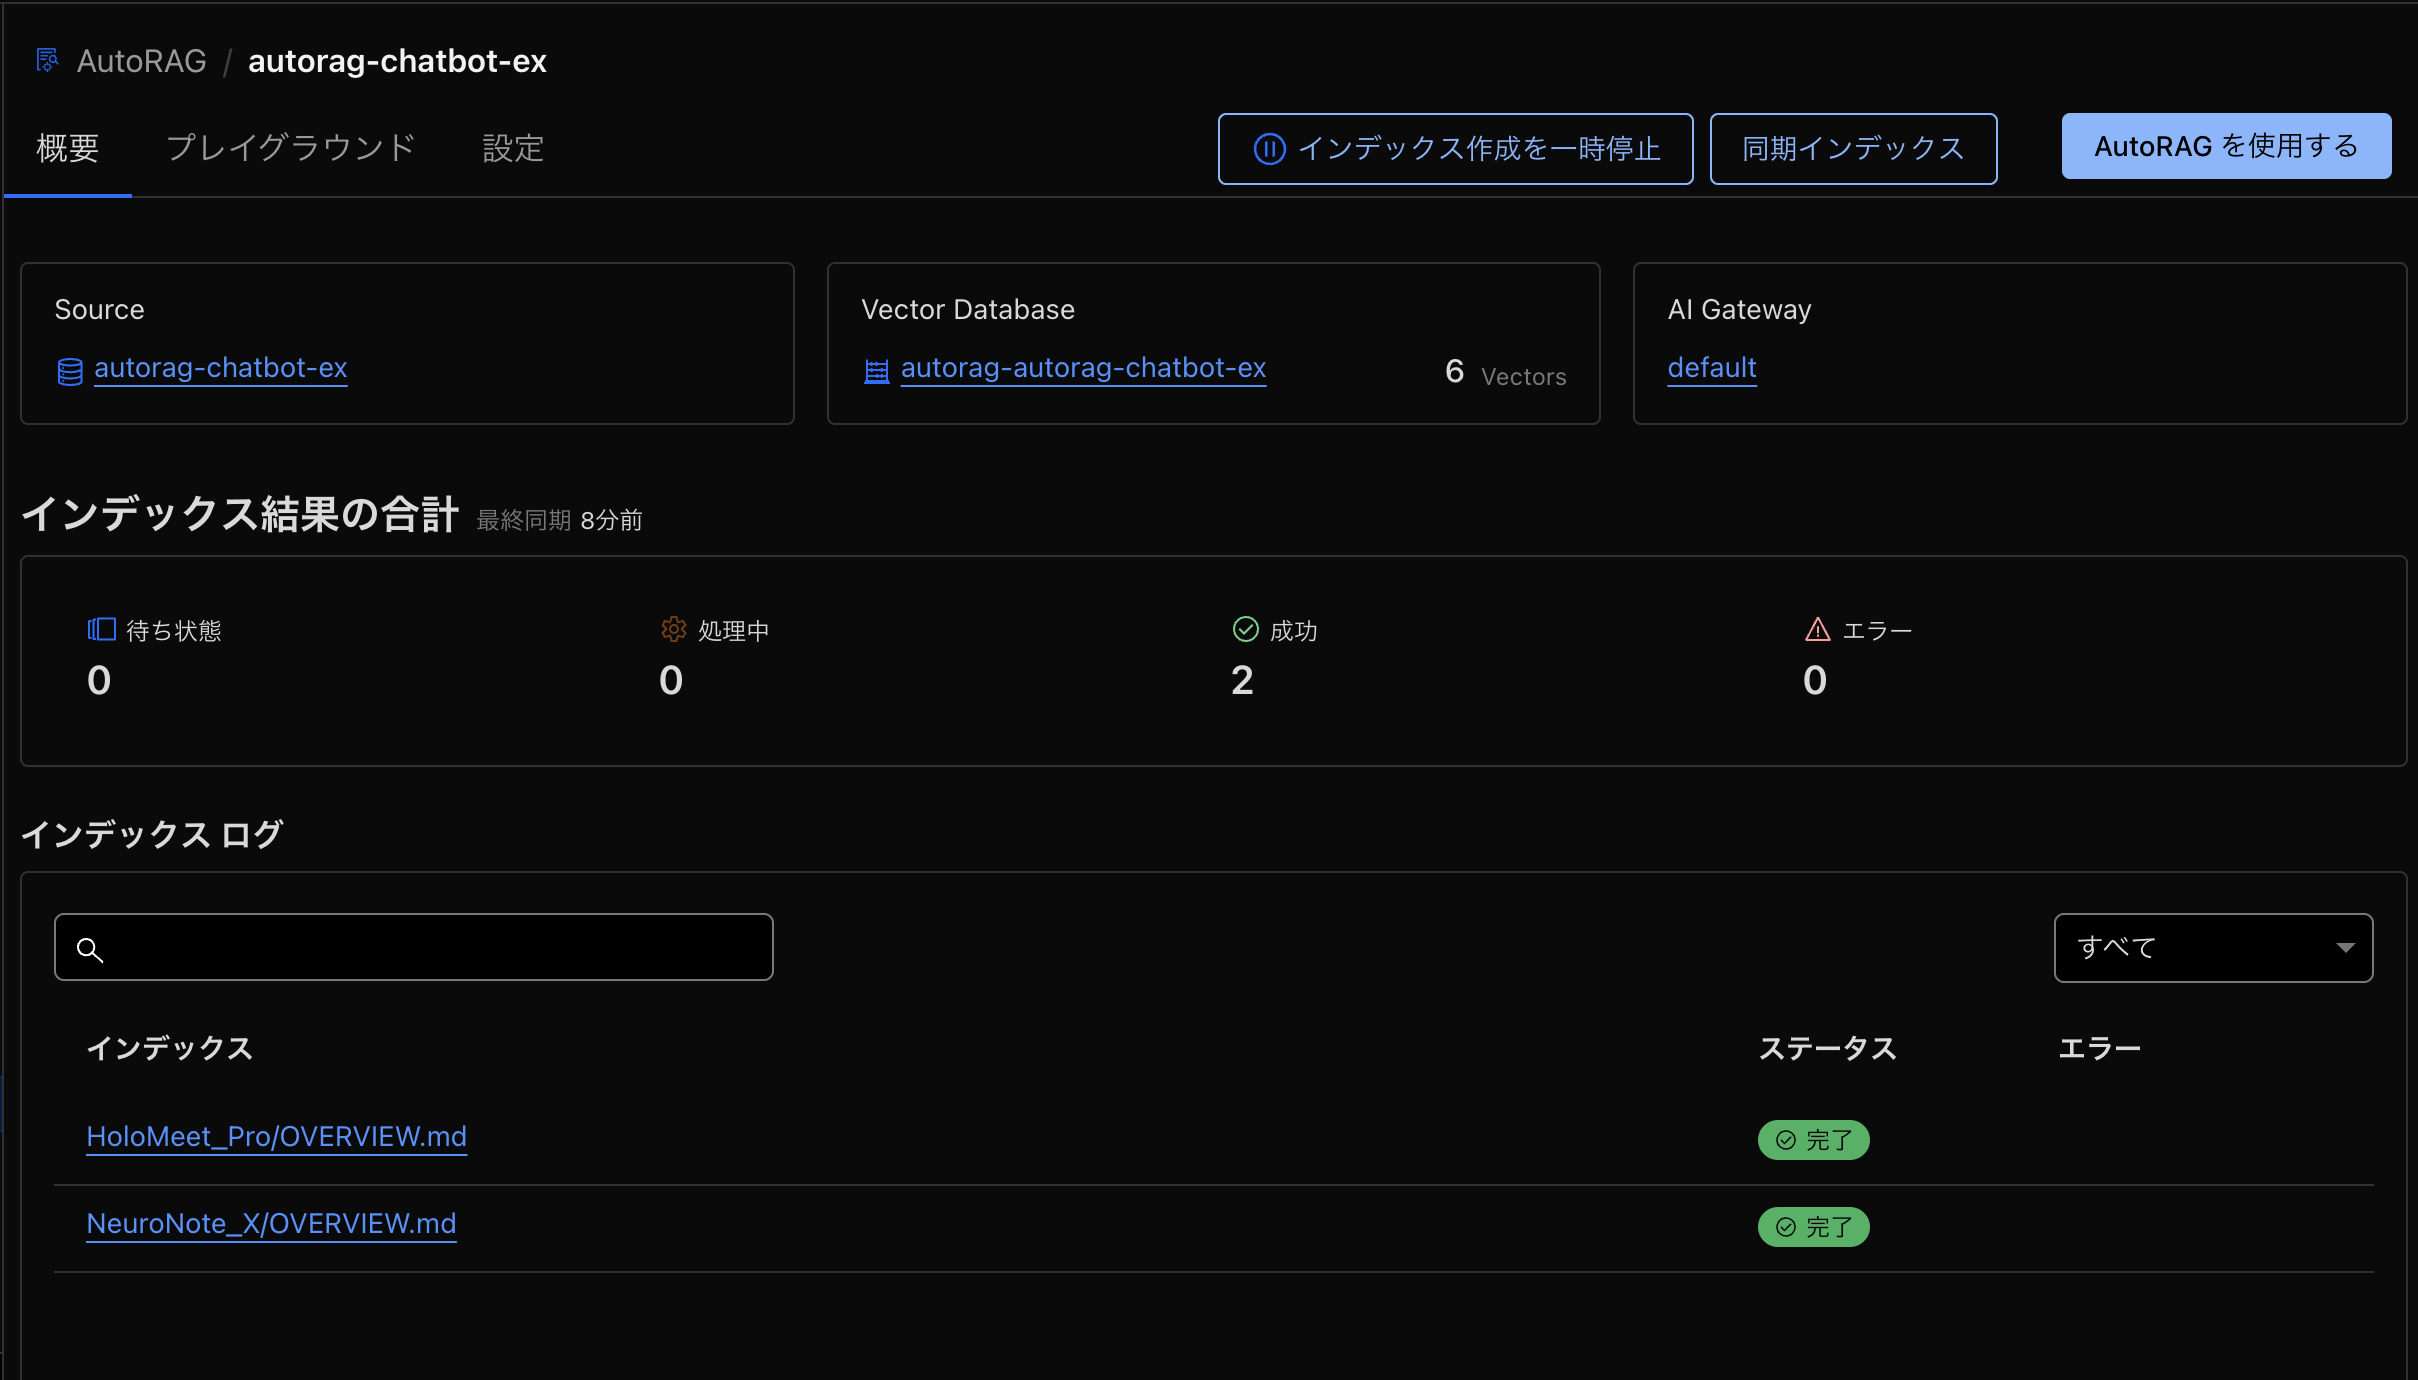 AutoRAG / autorag-chatbot-ex
概要 プレイグラウンド 設定 インデックス作成を一時停止 同期インデックス AutoRAG を使用する
Source
autorag-chatbot-ex
Vector Database
autorag-autorag-chatbot-ex 6 Vectors
AI Gateway
default
インデックス結果の合計 最終同期 8分前
待ち状態
0
処理中
0
成功
2
エラー
0
インデックス ログ
すべて
インデックス ステータス エラー
HoloMeet_Pro/OVERVIEW.md 完了
NeuroNote_X/OVERVIEW.md 完了